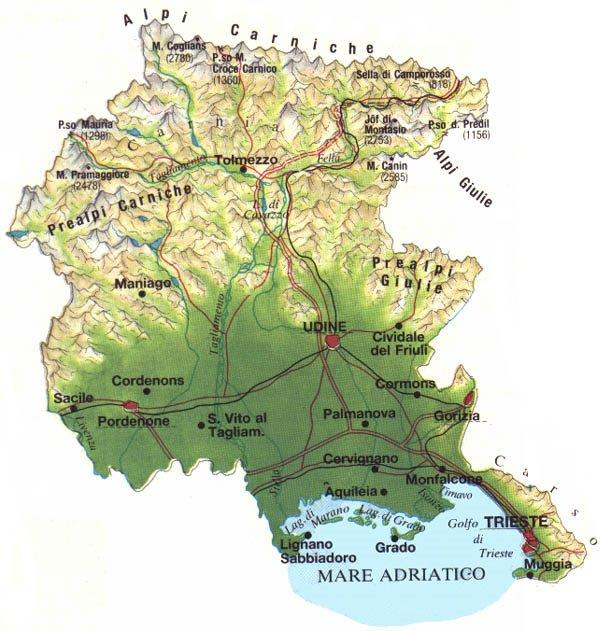 Alpi Carniche
M. Coglians
(2780)
P.so M.
Croce Carnico
(1360)
Sella di Camporosso
(816)
P.so Mauria
(1298)
Carnia
Jôf di
Montasio
(2753)
P.so d. Predil
(1156)
Tolmezzo
Tagliamento
Fella
M. Canin
(2585)
Alpi Giulie
M. Pramaggiore
(2478)
Prealpi Carniche
L. di
Cavazzo
Prealpi
Giulie
Maniago
Tagliamento
UDINE
Cividale
del Friuli
Cordenons
Cormons
Sacile
Livenza
Pordenone
S. Vito al
Tagliam.
Palmanova
Gorizia
Cervignano
Monfalcone
Carso
Stella
Aquileia
Isonzo
Timavo
Lag. di
Marano
Lag. di Grado
Golfo
di
Trieste
TRIESTE
Lignano
Sabbiadoro
Grado
MARE ADRIATICO
Muggia